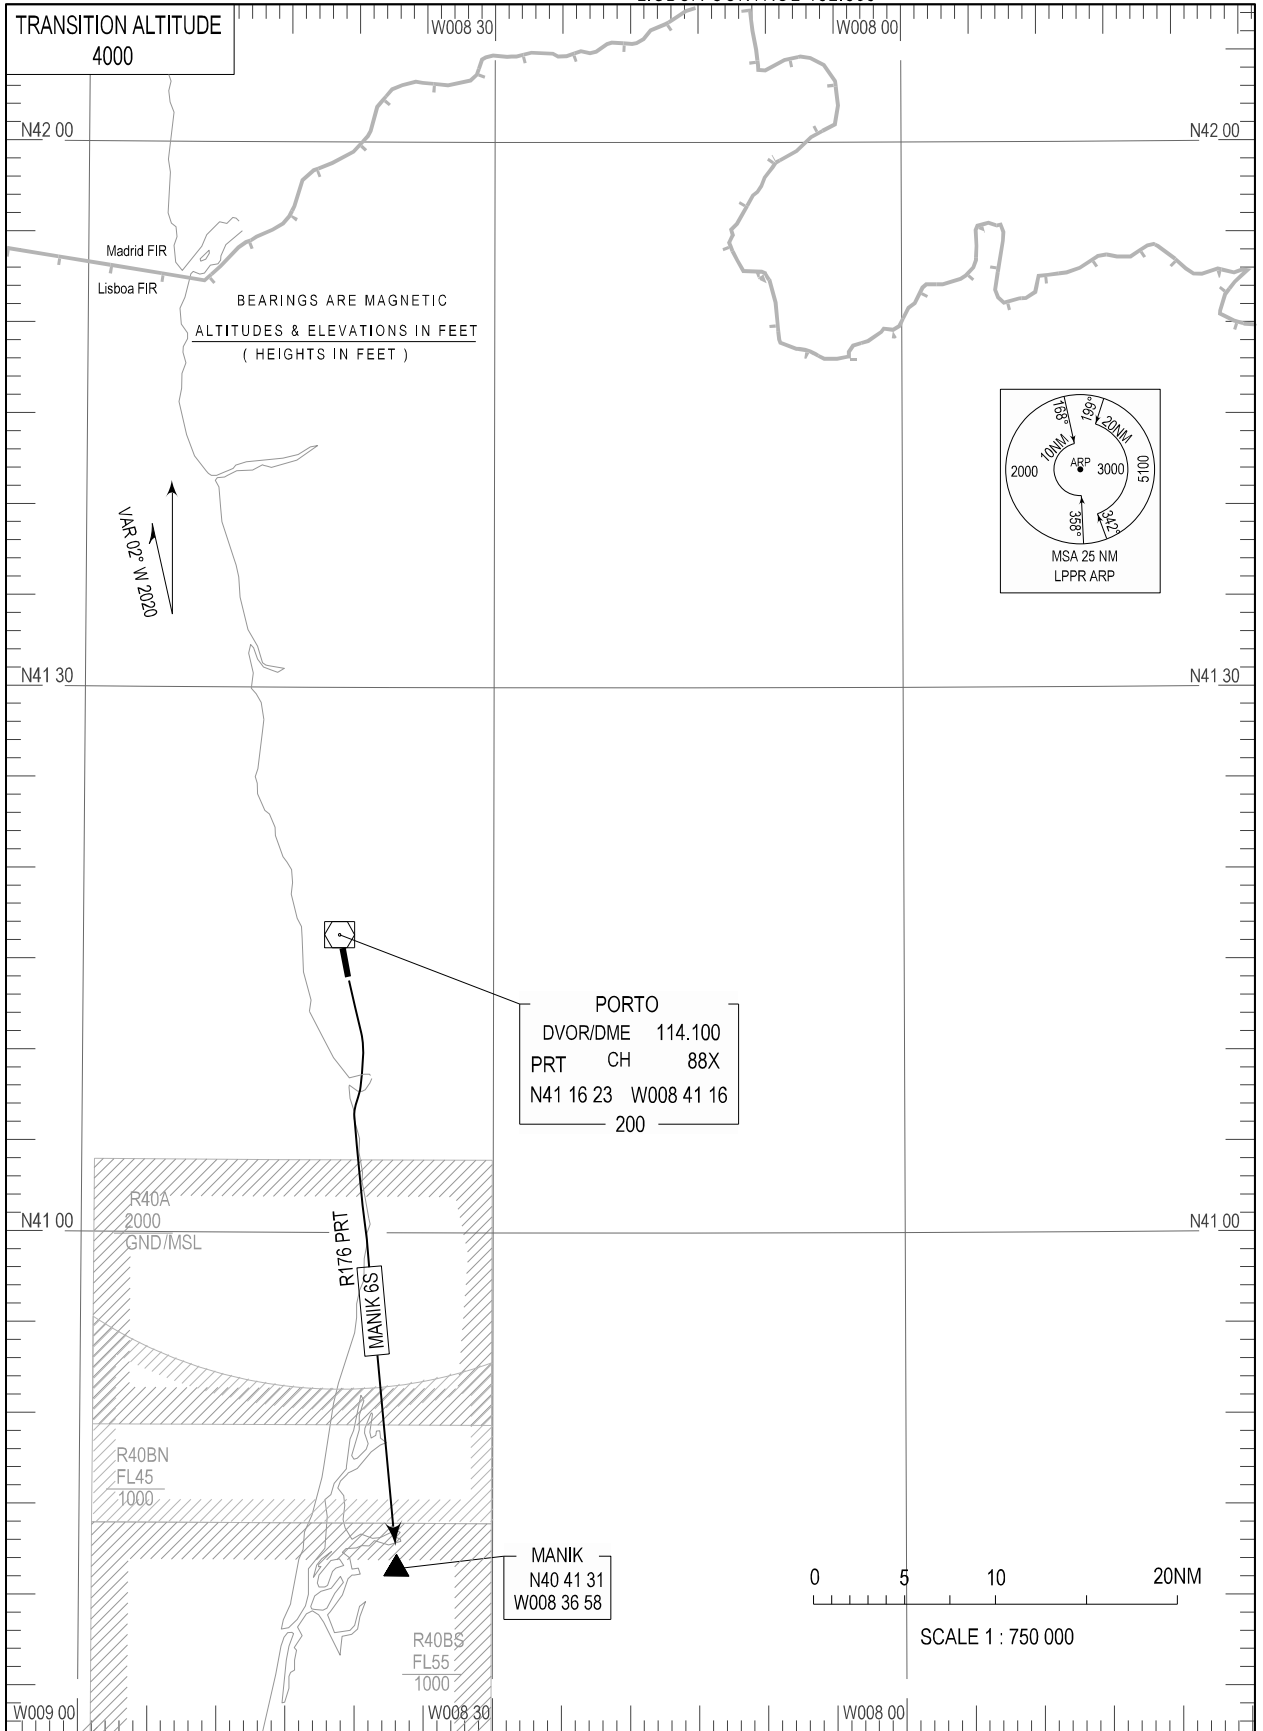 TRANSITION ALTITUDE
4000
W008 30
W008 00
N42 00
N42 00
Madrid FIR
Lisboa FIR
BEARINGS ARE MAGNETIC
ALTITUDES & ELEVATIONS IN FEET
( HEIGHTS IN FEET )
168°
199°
20NM
10NM
ARP
2000
3000
5100
358°
342°
MSA 25 NM
LPPR ARP
VAR 02° W 2020
N41 30
N41 30
PORTO
DVOR/DME 114.100
PRT CH 88X
N41 16 23 W008 41 16
200
R40A
2000
GND/MSL
N41 00
N41 00
R176 PRT
MANIK 6S
R40BN
FL45
1000
MANIK
N40 41 31
W008 36 58
0 5 10 20NM
SCALE 1 : 750 000
R40BS
FL55
1000
W009 00
W008 30
W008 00